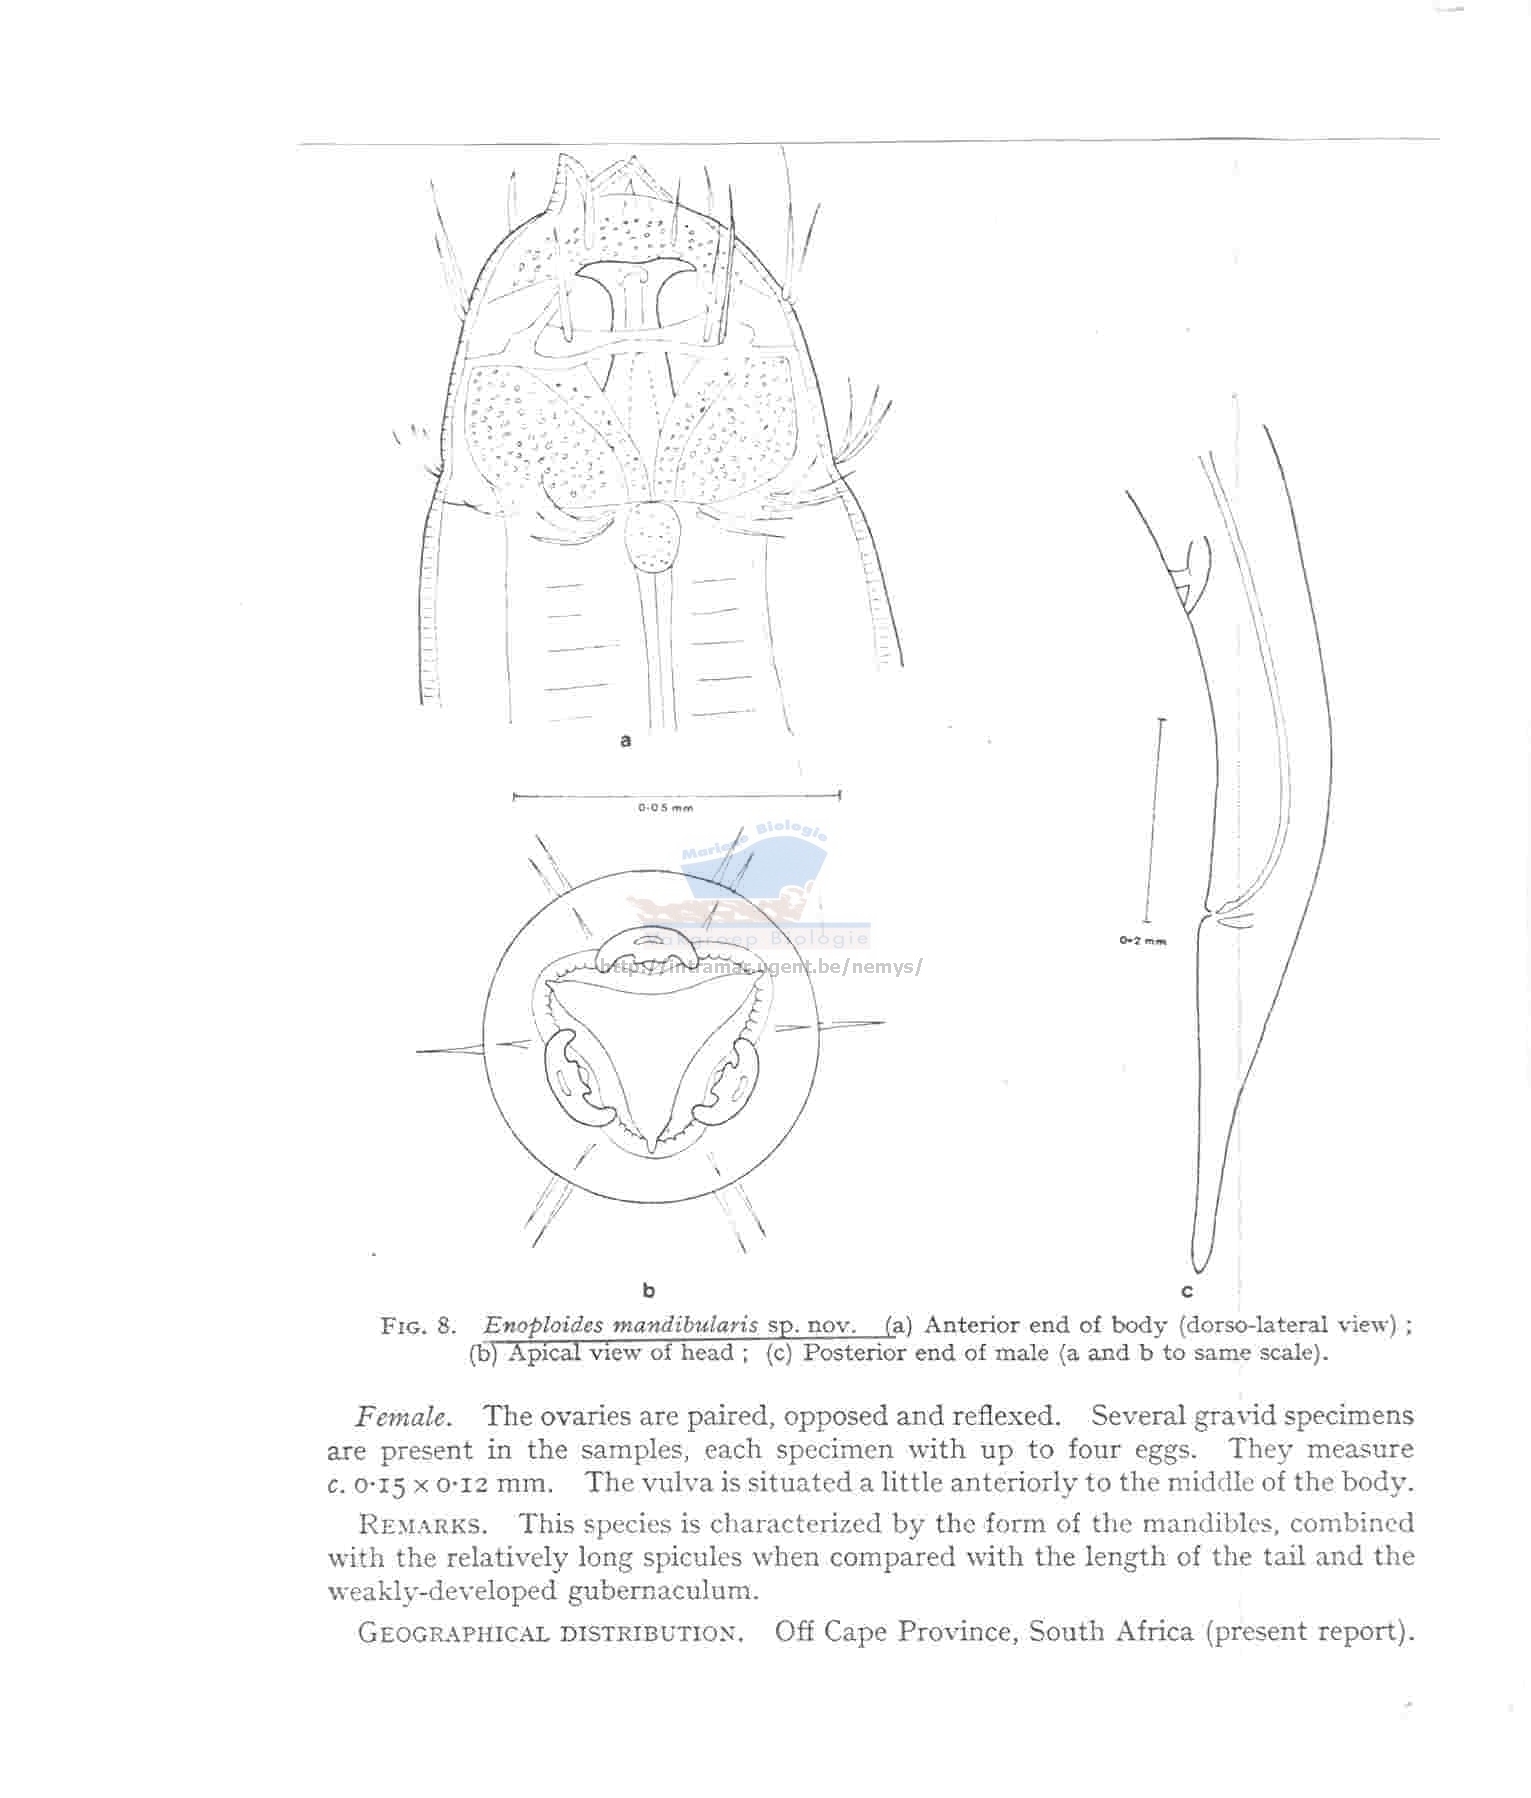 a
0·05 mm
Mariene Biologie
Vakgroep Biologie
http://intramar.ugent.be/nemys/
0·2 mm
b
c
FIG. 8. Enoploides mandibularis sp. nov. (a) Anterior end of body (dorso-lateral view) ;
(b) Apical view of head ; (c) Posterior end of male (a and b to same scale).
Female. The ovaries are paired, opposed and reflexed. Several gravid specimens
are present in the samples, each specimen with up to four eggs. They measure
c. 0·15 × 0·12 mm. The vulva is situated a little anteriorly to the middle of the body.
REMARKS. This species is characterized by the form of the mandibles, combined
with the relatively long spicules when compared with the length of the tail and the
weakly-developed gubernaculum.
GEOGRAPHICAL DISTRIBUTION. Off Cape Province, South Africa (present report).